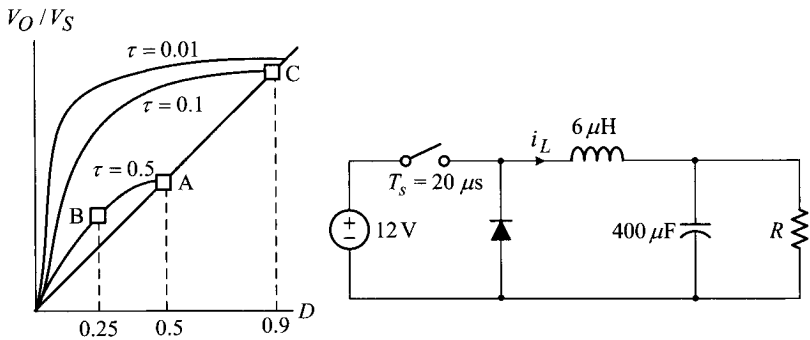 V_O / V_S
τ = 0.01
C
τ = 0.1
τ = 0.5
A
B
0.25
0.5
0.9
D
6 μH
i_L
T_s = 20 μs
+
−
12 V
400 μF
R